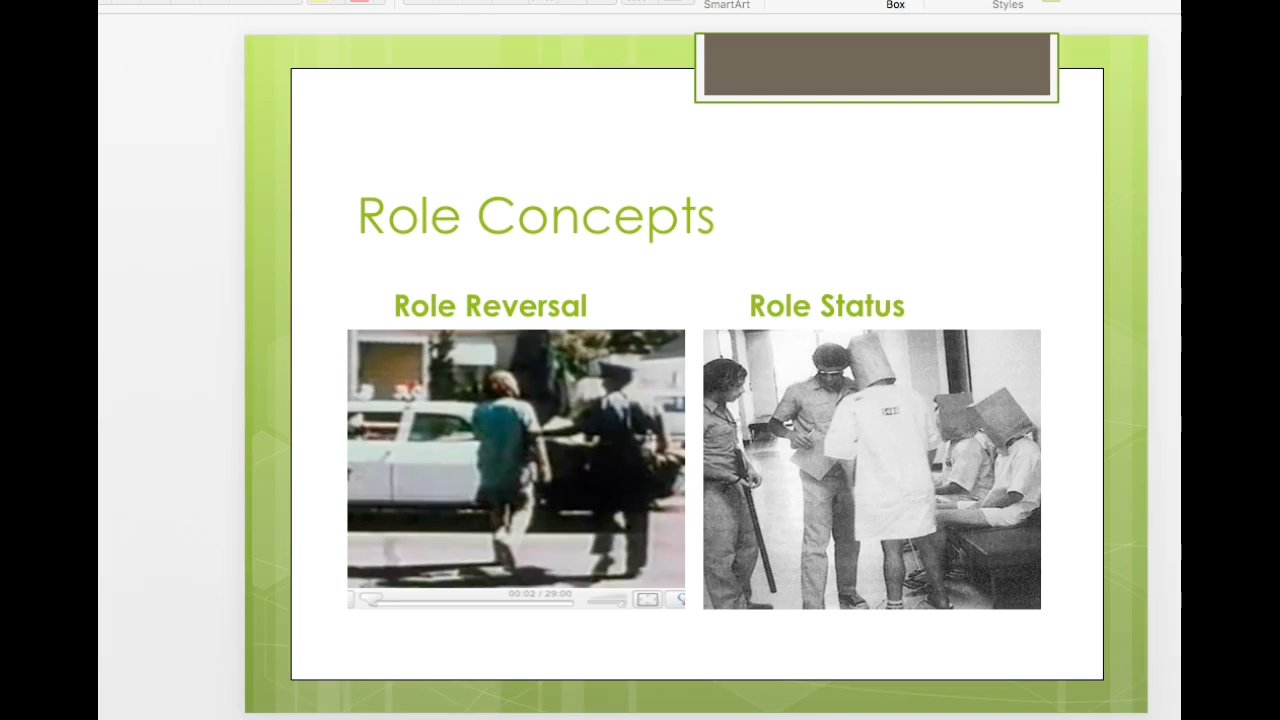 SmartArt
Box
Styles
Role Concepts
Role Reversal
Role Status
00:02 / 29:00